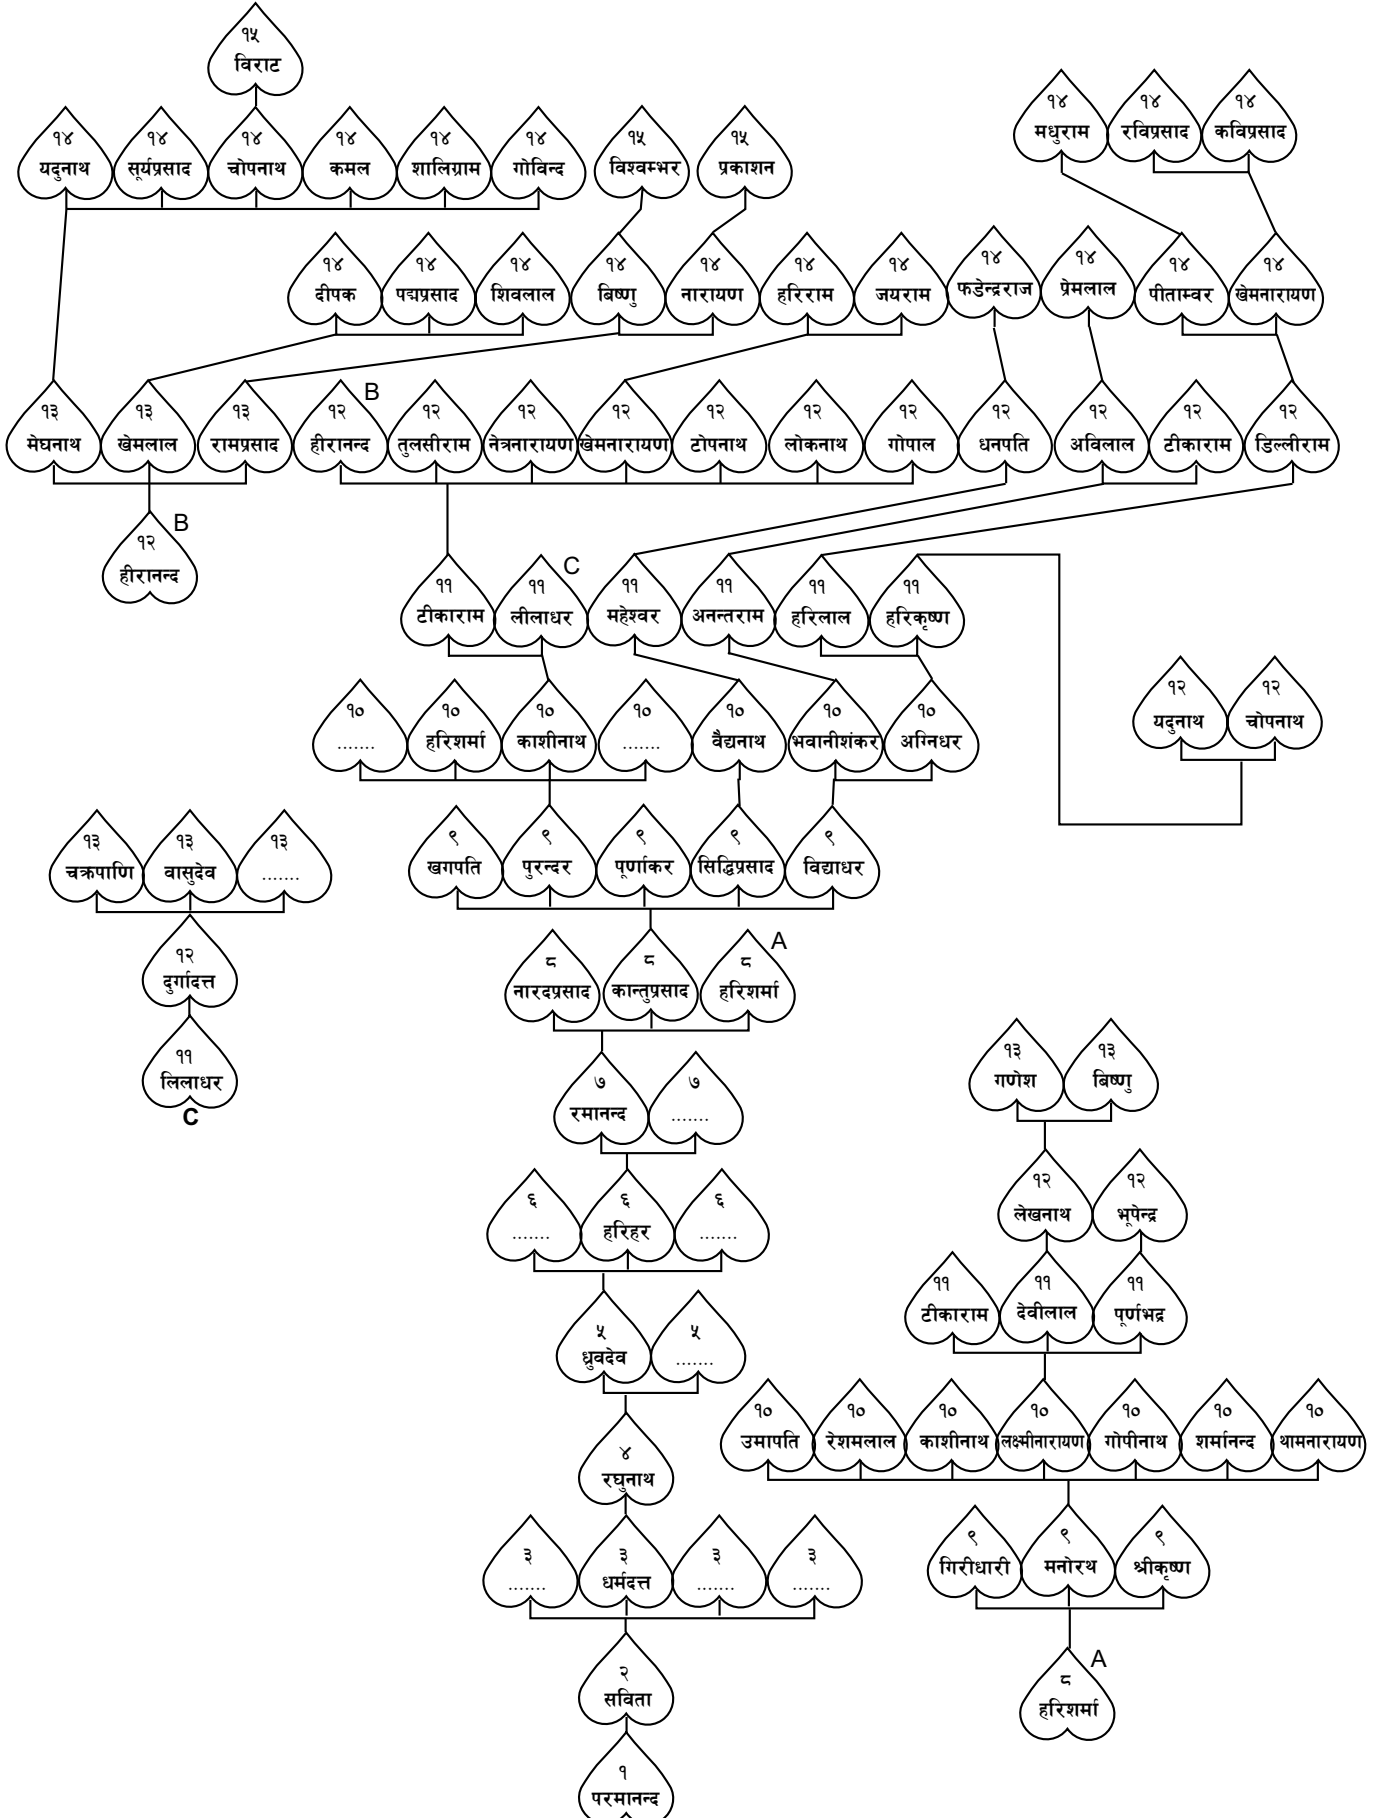 १५
विराट
१४ १४ १४ १४ १४ १४ १५ १५
यदुनाथ सूर्यप्रसाद चोपनाथ कमल शालिग्राम गोविन्द विश्वम्भर प्रकाशन
१४ १४ १४
मधुराम रविप्रसाद कविप्रसाद
१४ १४ १४ १४ १४ १४ १४ १४ १४ १४ १४
दीपक पद्मप्रसाद शिवलाल बिष्णु नारायण हरिराम जयराम फडेन्द्रराज प्रेमलाल पीताम्वर खेमनारायण
B
१३ १३ १३ १२ १२ १२ १२ १२ १२ १२ १२ १२ १२ १२
मेघनाथ खेमलाल रामप्रसाद हीरानन्द तुलसीराम नेत्रनारायण खेमनारायण टोपनाथ लोकनाथ गोपाल धनपति अविलाल टीकाराम डिल्लीराम
B
१२
हीरानन्द
C
११ ११ ११ ११ ११ ११
टीकाराम लीलाधर महेश्वर अनन्तराम हरिलाल हरिकृष्ण
१२ १२
यदुनाथ चोपनाथ
१० १० १० १० १० १० १०
....... हरिशर्मा काशीनाथ ....... वैद्यनाथ भवानीशंकर अग्निधर
१३ १३ १३
चक्रपाणि वासुदेव .......
९ ९ ९ ९ ९
खगपति पुरन्दर पूर्णाकर सिद्धिप्रसाद विद्याधर
१२
दुर्गादत्त
A
८ ८ ८
नारदप्रसाद कान्तुप्रसाद हरिशर्मा
११
लिलाधर
C
७ ७
रमानन्द .......
१३ १३
गणेश बिष्णु
६ ६ ६
....... हरिहर .......
१२ १२
लेखनाथ भूपेन्द्र
५ ५
ध्रुवदेव .......
११ ११ ११
टीकाराम देवीलाल पूर्णभद्र
४
रघुनाथ
१० १० १० १० १० १० १०
उमापति रेशमलाल काशीनाथ लक्ष्मीनारायण गोपीनाथ शर्मानन्द थामनारायण
३ ३ ३ ३
....... धर्मदत्त ....... .......
९ ९ ९
गिरीधारी मनोरथ श्रीकृष्ण
२
सविता
A
८
हरिशर्मा
१
परमानन्द